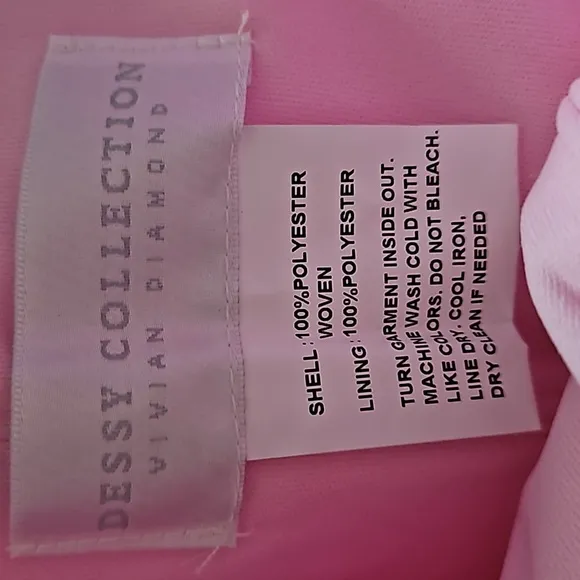 DESSY COLLECTION
VIVIAN DIAMOND
SHELL:100%POLYESTER
WOVEN
LINING:100%POLYESTER
TURN GARMENT INSIDE OUT.
MACHINE WASH COLD WITH
LIKE COLORS. DO NOT BLEACH.
LINE DRY. COOL IRON,
DRY CLEAN IF NEEDED